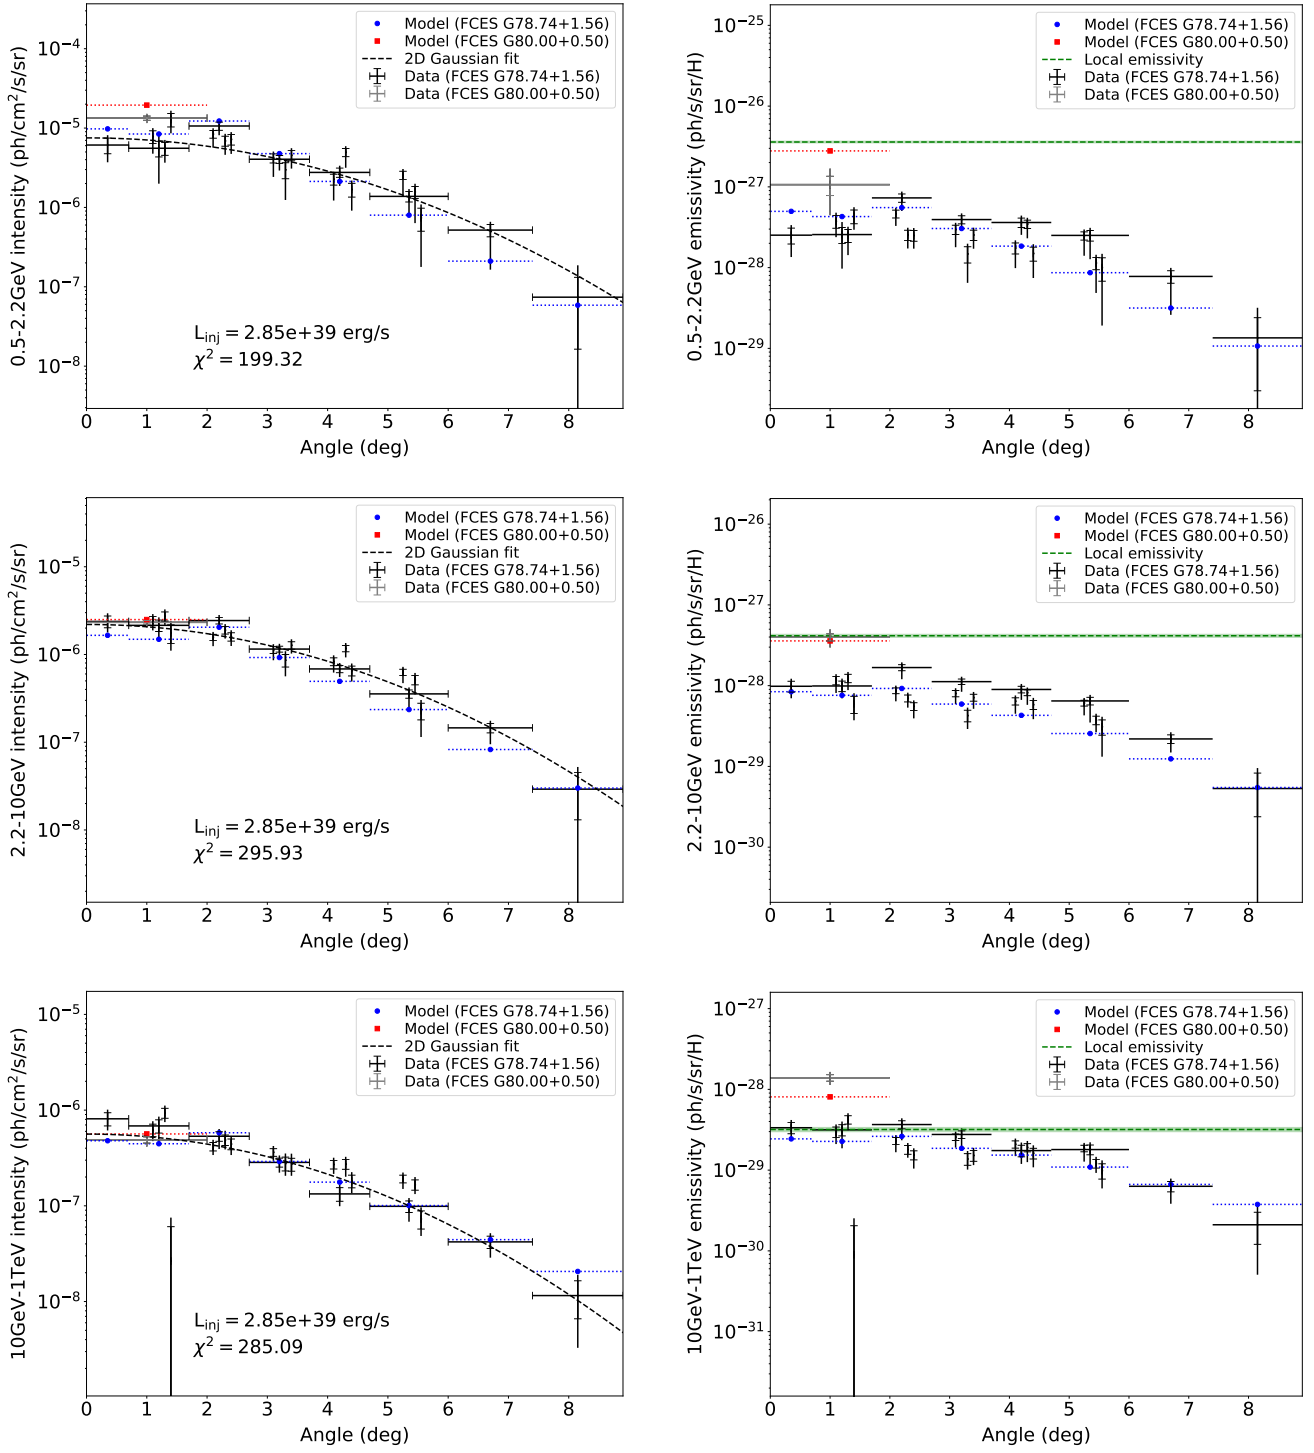 Model (FCES G78.74+1.56)
Model (FCES G80.00+0.50)
2D Gaussian fit
Data (FCES G78.74+1.56)
Data (FCES G80.00+0.50)
10⁻⁴
10⁻⁵
10⁻⁶
10⁻⁷
10⁻⁸
0.5-2.2GeV intensity (ph/cm²/s/sr)
L_inj = 2.85e+39 erg/s
χ² = 199.32
0 1 2 3 4 5 6 7 8
Angle (deg)
Model (FCES G78.74+1.56)
Model (FCES G80.00+0.50)
Local emissivity
Data (FCES G78.74+1.56)
Data (FCES G80.00+0.50)
10⁻²⁵
10⁻²⁶
10⁻²⁷
10⁻²⁸
10⁻²⁹
0.5-2.2GeV emissivity (ph/s/sr/H)
0 1 2 3 4 5 6 7 8
Angle (deg)
Model (FCES G78.74+1.56)
Model (FCES G80.00+0.50)
2D Gaussian fit
Data (FCES G78.74+1.56)
Data (FCES G80.00+0.50)
10⁻⁵
10⁻⁶
10⁻⁷
10⁻⁸
2.2-10GeV intensity (ph/cm²/s/sr)
L_inj = 2.85e+39 erg/s
χ² = 295.93
0 1 2 3 4 5 6 7 8
Angle (deg)
Model (FCES G78.74+1.56)
Model (FCES G80.00+0.50)
Local emissivity
Data (FCES G78.74+1.56)
Data (FCES G80.00+0.50)
10⁻²⁶
10⁻²⁷
10⁻²⁸
10⁻²⁹
10⁻³⁰
2.2-10GeV emissivity (ph/s/sr/H)
0 1 2 3 4 5 6 7 8
Angle (deg)
Model (FCES G78.74+1.56)
Model (FCES G80.00+0.50)
2D Gaussian fit
Data (FCES G78.74+1.56)
Data (FCES G80.00+0.50)
10⁻⁵
10⁻⁶
10⁻⁷
10⁻⁸
10GeV-1TeV intensity (ph/cm²/s/sr)
L_inj = 2.85e+39 erg/s
χ² = 285.09
0 1 2 3 4 5 6 7 8
Angle (deg)
Model (FCES G78.74+1.56)
Model (FCES G80.00+0.50)
Local emissivity
Data (FCES G78.74+1.56)
Data (FCES G80.00+0.50)
10⁻²⁷
10⁻²⁸
10⁻²⁹
10⁻³⁰
10⁻³¹
10GeV-1TeV emissivity (ph/s/sr/H)
0 1 2 3 4 5 6 7 8
Angle (deg)